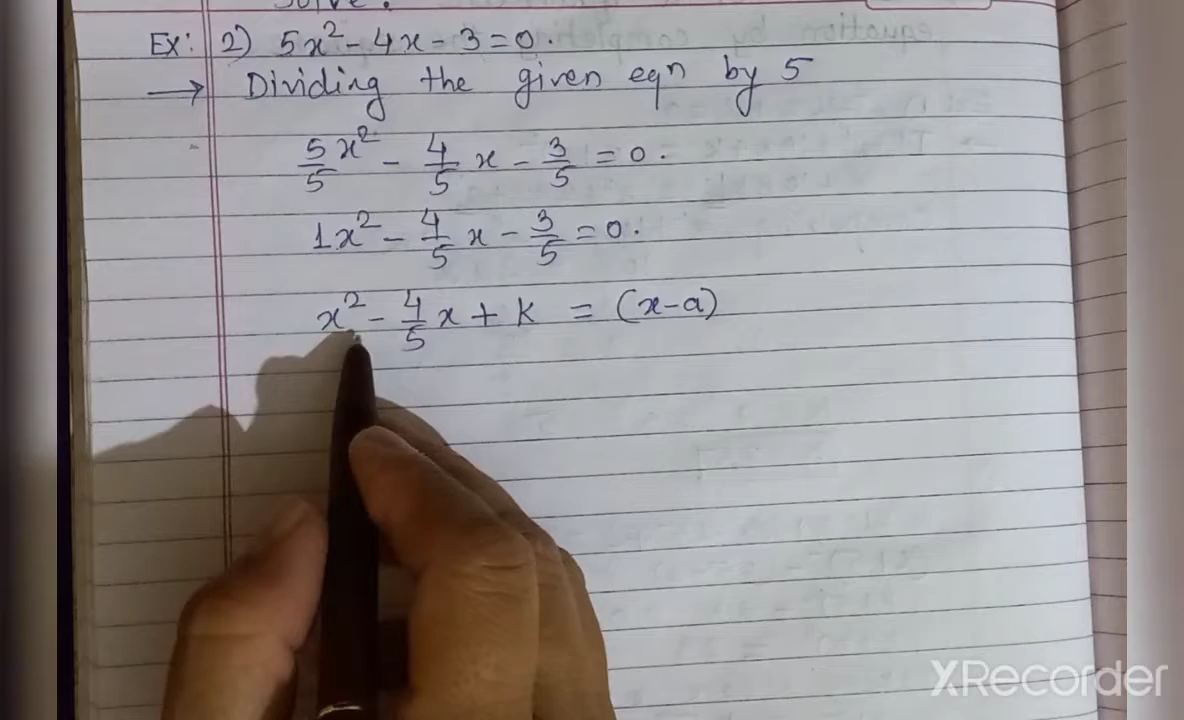 Solve.
Ex: 2) 5x² - 4x - 3 = 0.
→ Dividing the given eqn by 5
5/5 x² - 4/5 x - 3/5 = 0.
1x² - 4/5 x - 3/5 = 0.
x² - 4/5 x + k = (x-a)
XRecorder